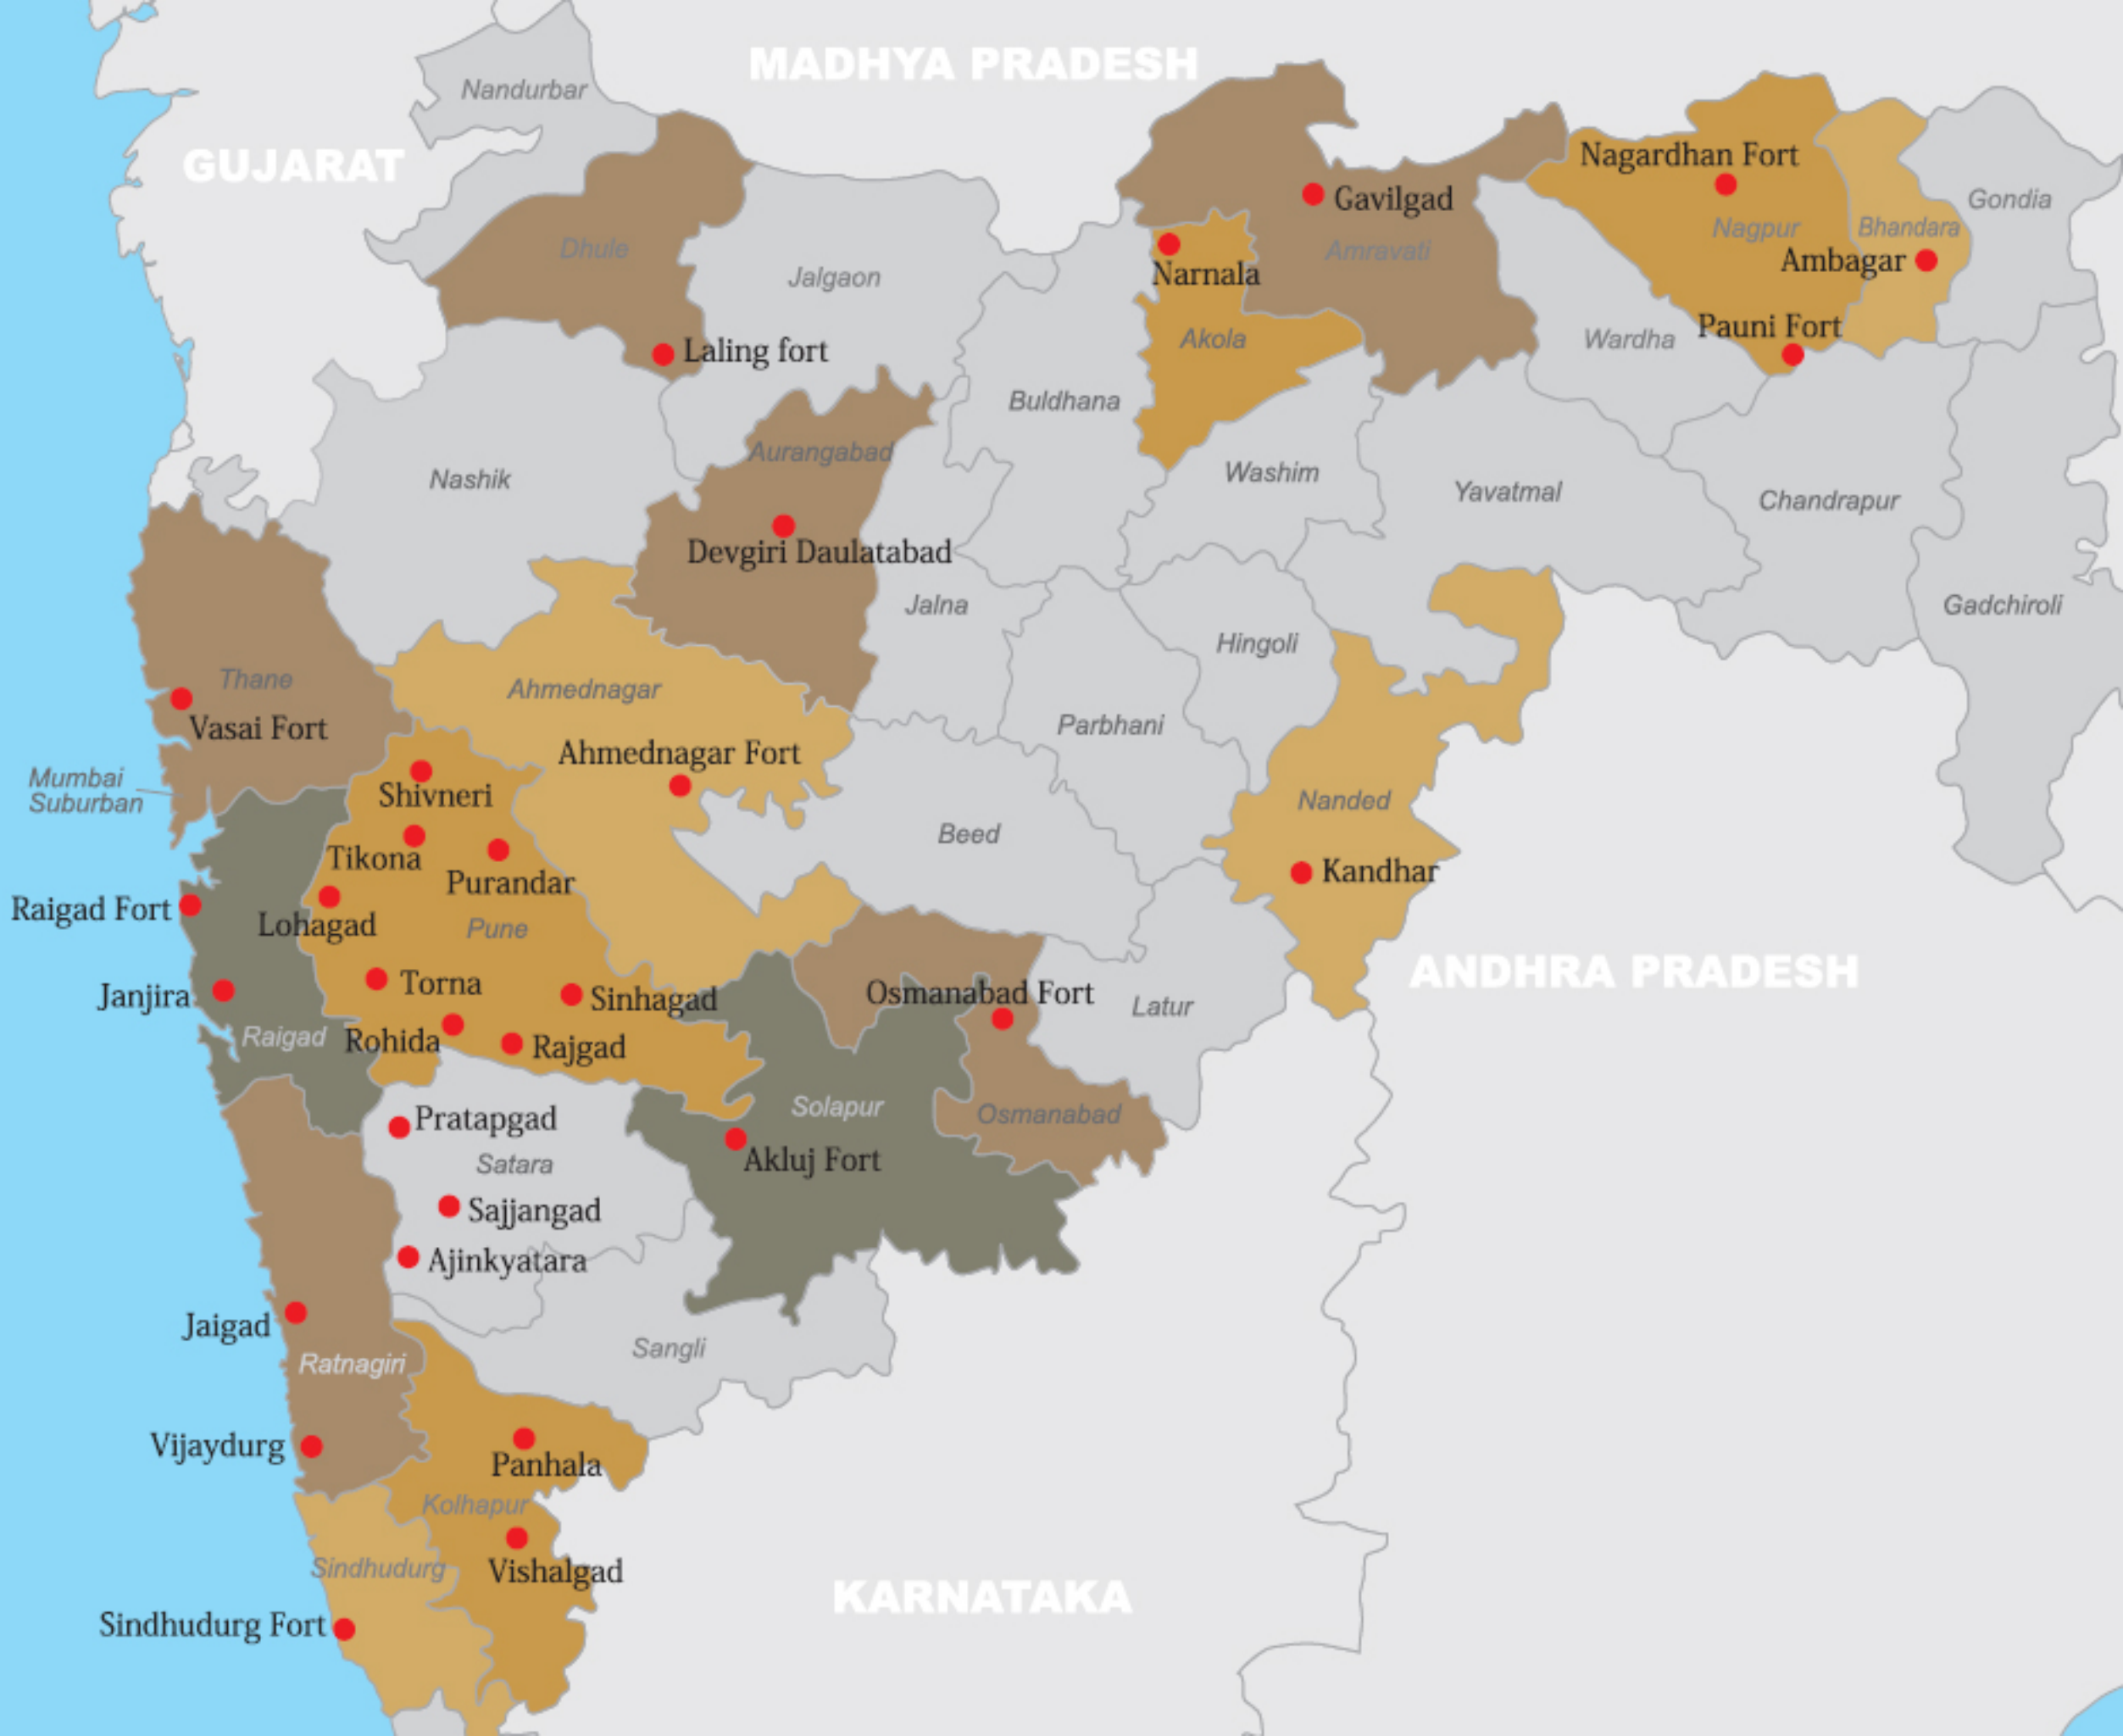 MADHYA PRADESH
Nandurbar
GUJARAT
Nagardhan Fort
Gavilgad
Gondia
Nagpur
Bhandara
Dhule
Amravati
Ambagar
Narnala
Jalgaon
Pauni Fort
Akola
Wardha
Laling fort
Buldhana
Aurangabad
Washim
Nashik
Yavatmal
Chandrapur
Devgiri Daulatabad
Jalna
Gadchiroli
Hingoli
Thane
Ahmednagar
Vasai Fort
Parbhani
Ahmednagar Fort
Mumbai
Suburban
Shivneri
Nanded
Beed
Tikona
Kandhar
Purandar
Raigad Fort
Lohagad
Pune
ANDHRA PRADESH
Torna
Janjira
Sinhagad
Osmanabad Fort
Latur
Raigad
Rohida
Rajgad
Solapur
Osmanabad
Pratapgad
Satara
Akluj Fort
Sajjangad
Ajinkyatara
Jaigad
Sangli
Ratnagiri
Vijaydurg
Panhala
Kolhapur
Sindhudurg
Vishalgad
KARNATAKA
Sindhudurg Fort